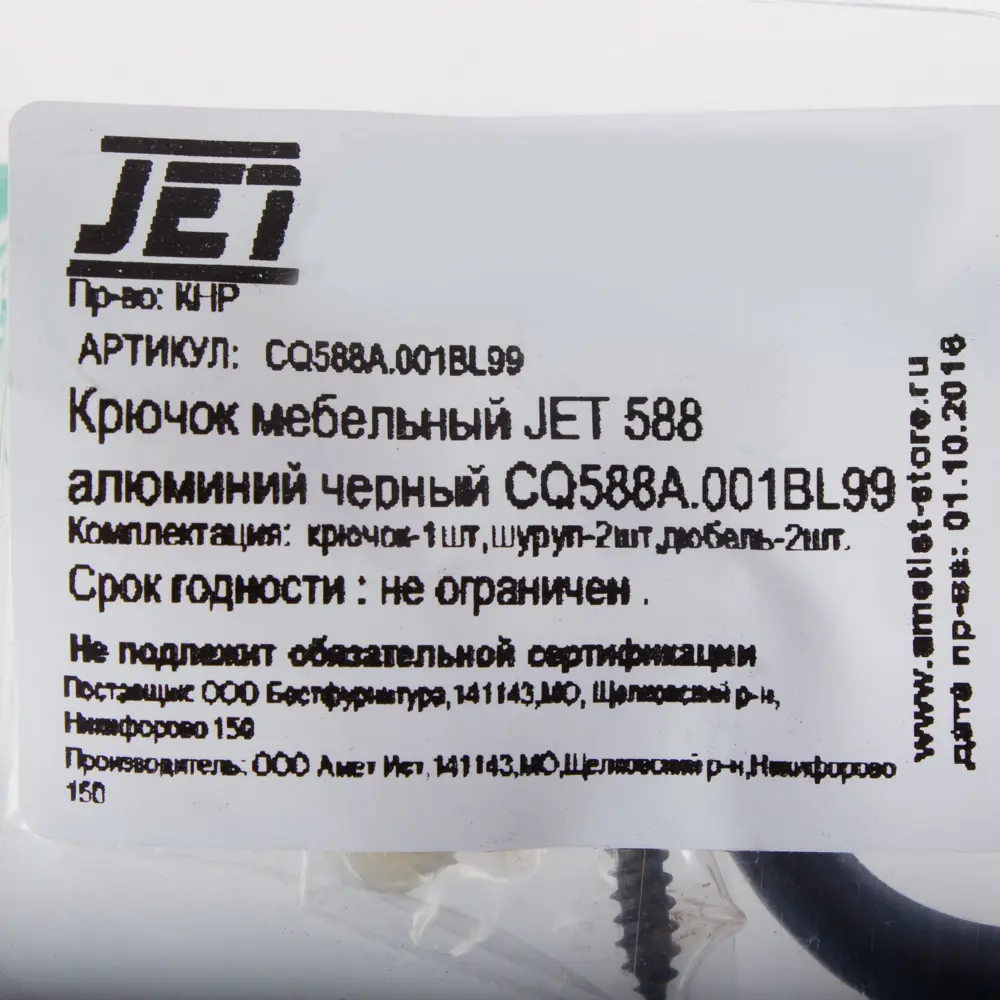 JET
Пр-во: КНР
АРТИКУЛ: CQ588A.001BL99
Крючок мебельный JET 588
алюминий черный CQ588A.001BL99
Комплектация: крючок-1шт,шуруп-2шт,дюбель-2шт.
Срок годности : не ограничен .
Не подлежит обязательной сертификации
Поставщик: ООО Бестфурнитура,141143,МО, Щелковский р-н,
Никифорово 150
Производитель: ООО Амет Ист,141143,МО,Щелковский р-н,Никифорово
150
www.ametist-store.ru
дата пр-ва: 01.10.2016